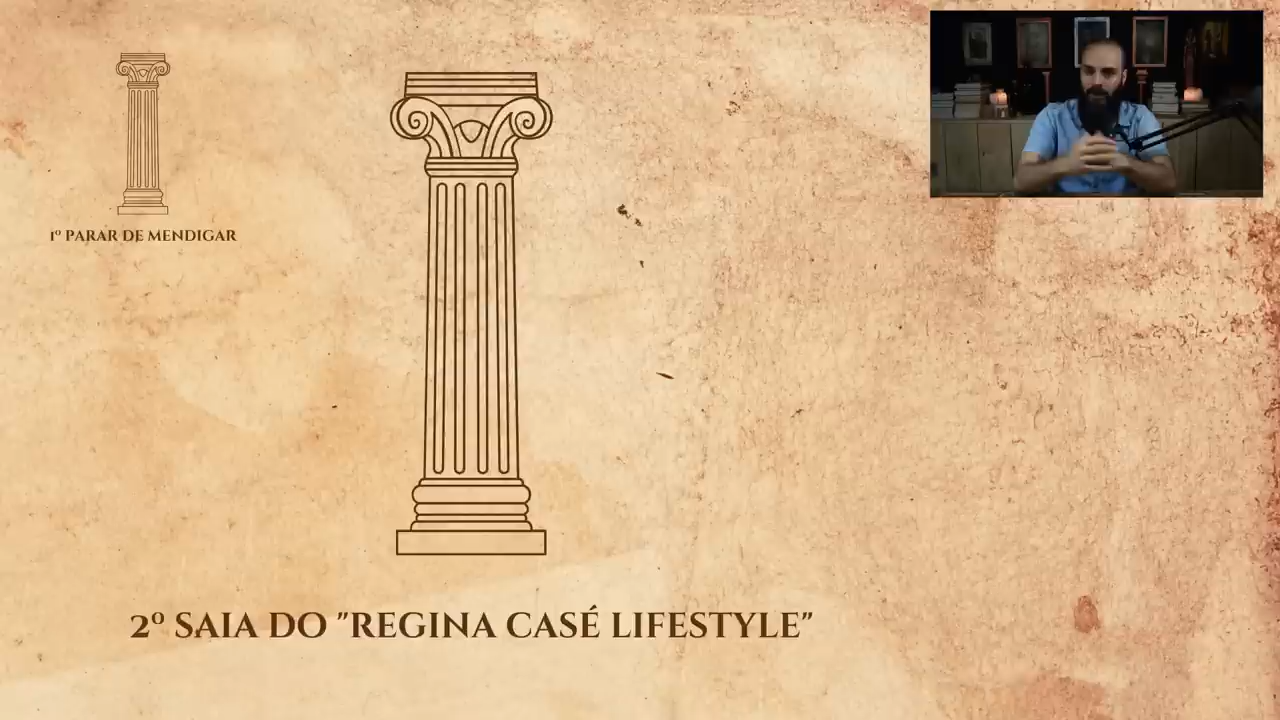 1º PARAR DE MENDIGAR
2º SAIA DO "REGINA CASÉ LIFESTYLE"